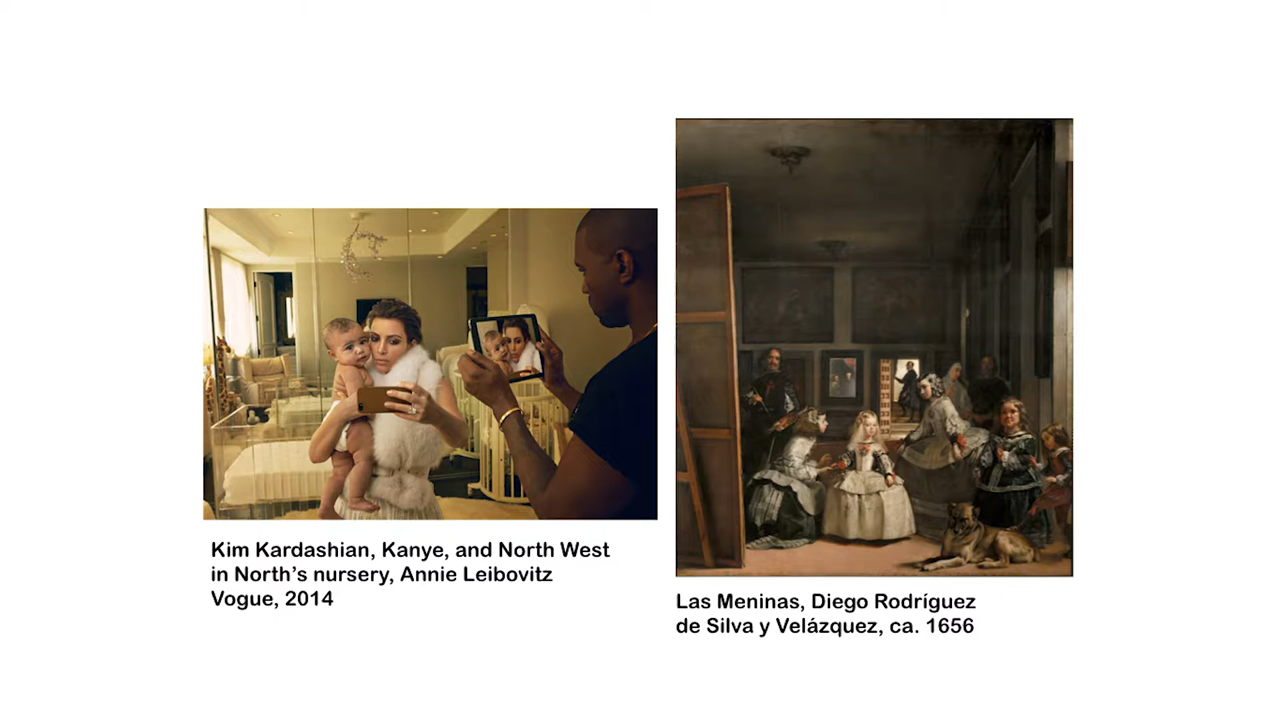 Kim Kardashian, Kanye, and North West
in North’s nursery, Annie Leibovitz
Vogue, 2014
Las Meninas, Diego Rodríguez
de Silva y Velázquez, ca. 1656